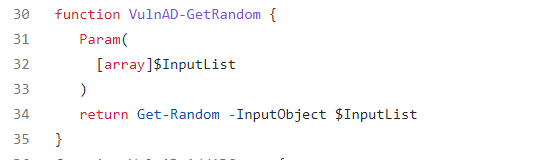 30 function VulnAD-GetRandom {
31 Param(
32 [array]$InputList
33 )
34 return Get-Random -InputObject $InputList
35 }